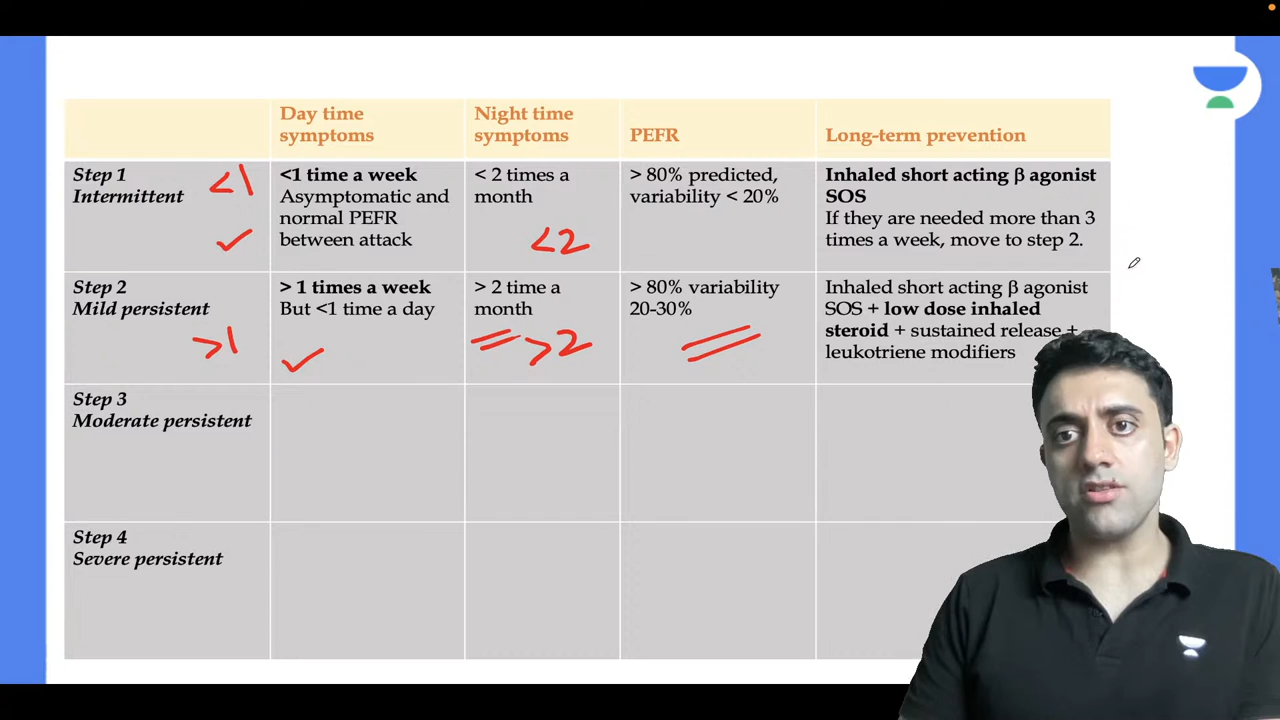 Day time
symptoms
Night time
symptoms
PEFR
Long-term prevention
Step 1
Intermittent
<1
<1 time a week
Asymptomatic and
normal PEFR
between attack
< 2 times a
month
<2
> 80% predicted,
variability < 20%
Inhaled short acting β agonist
SOS
If they are needed more than 3
times a week, move to step 2.
Step 2
Mild persistent
>1
> 1 times a week
But <1 time a day
> 2 time a
month
>2
> 80% variability
20-30%
Inhaled short acting β agonist
SOS + low dose inhaled
steroid + sustained release +
leukotriene modifiers
Step 3
Moderate persistent
Step 4
Severe persistent